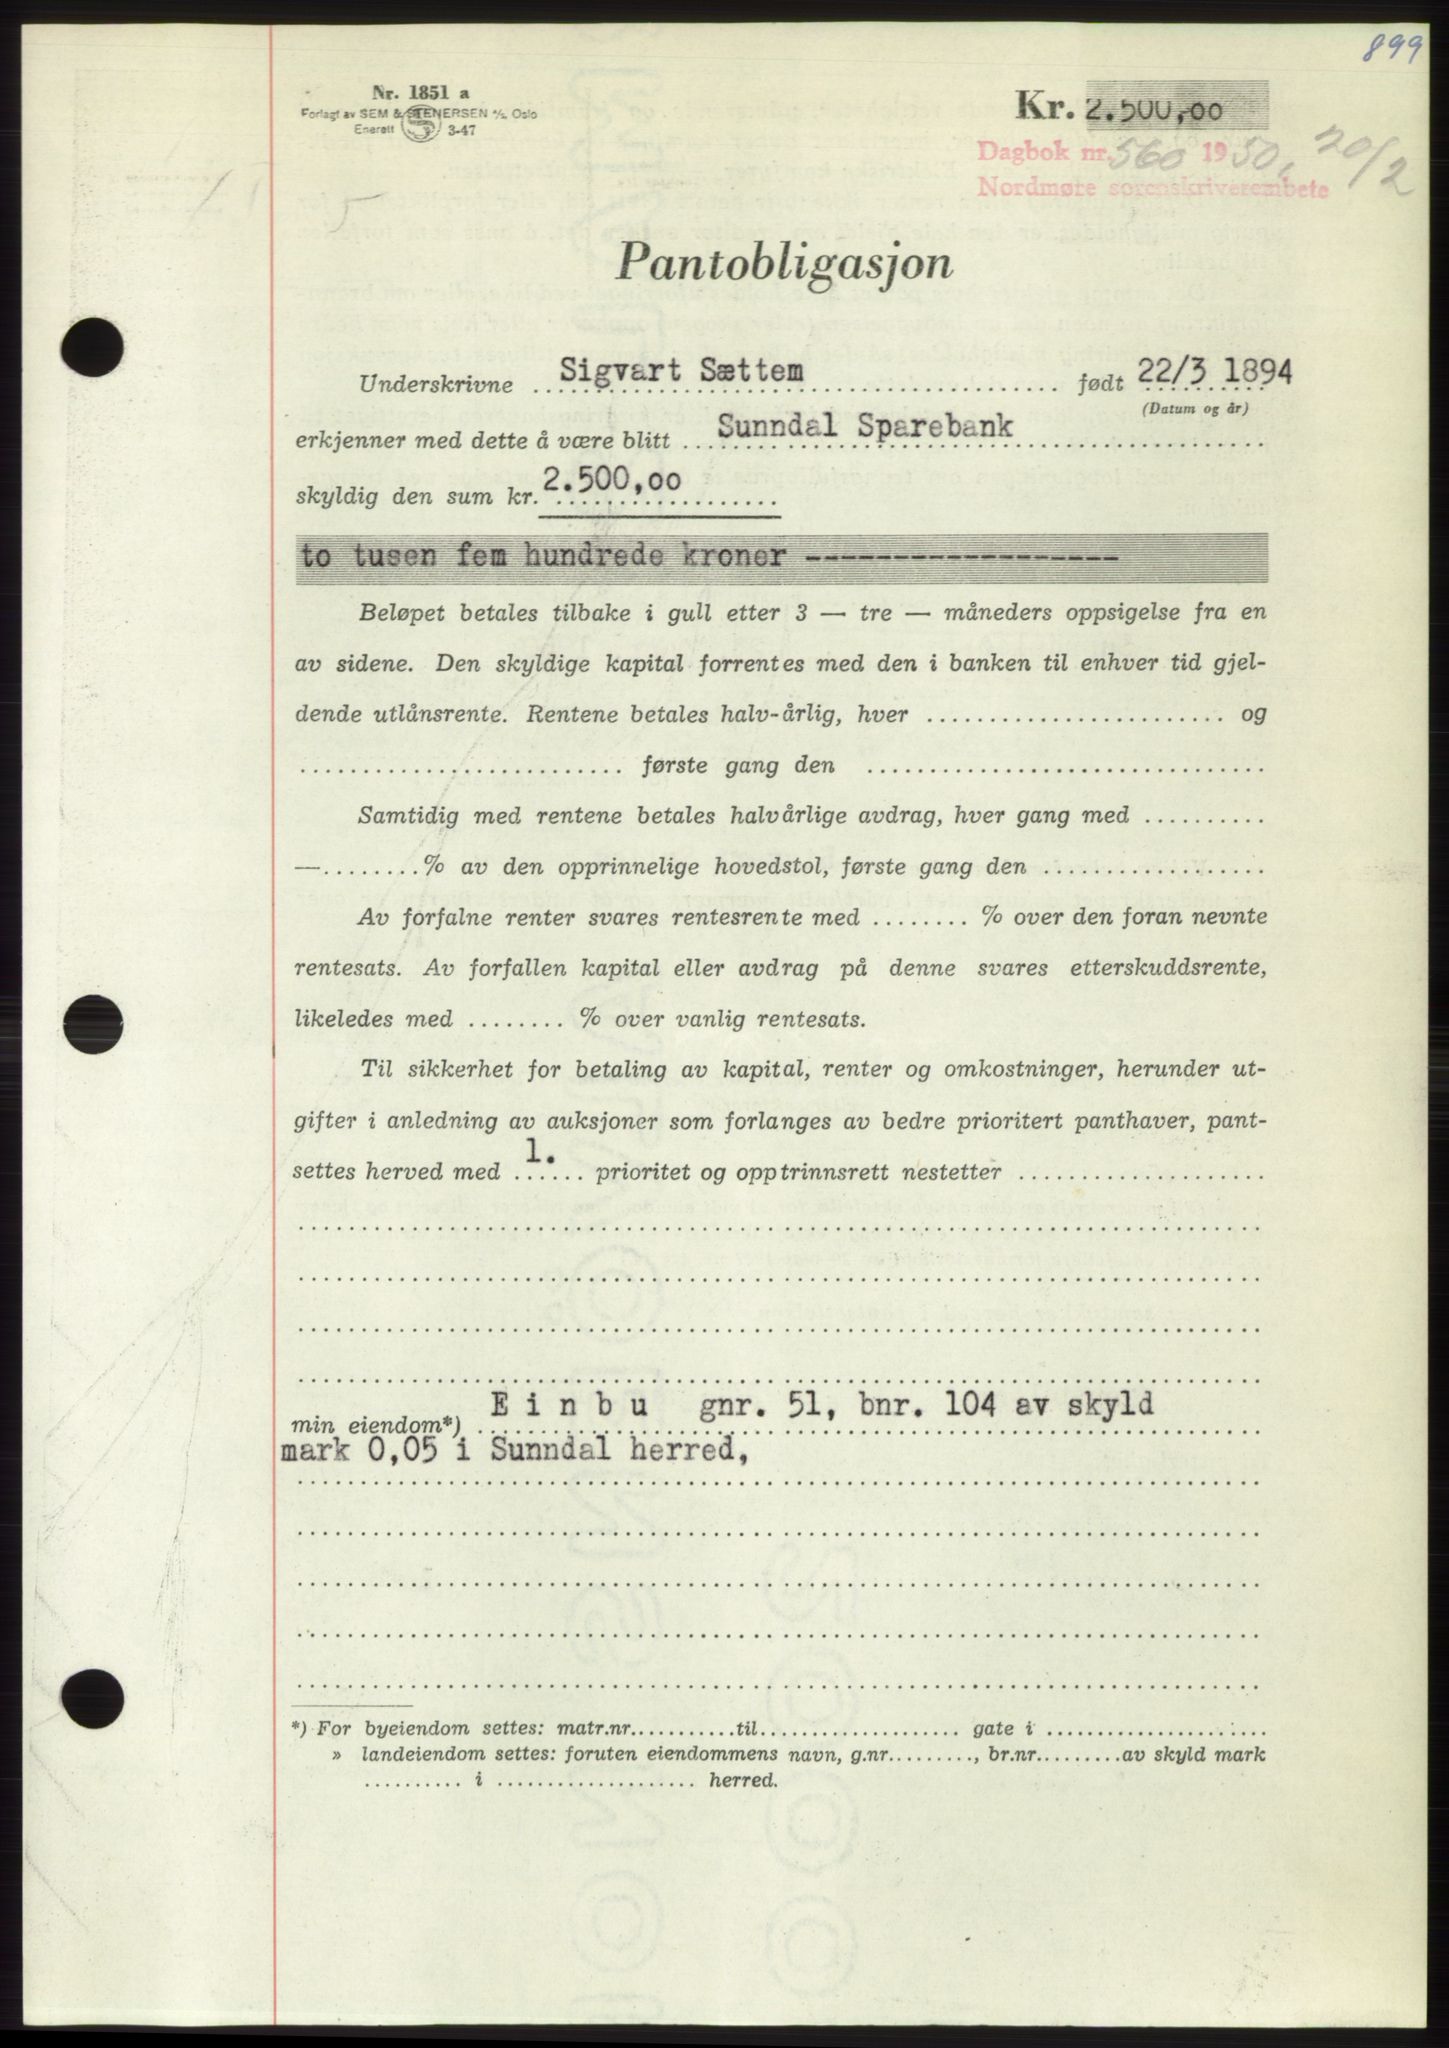 899
Nr. 1851 a
Forlagt av SEM & STENERSEN A/S, Oslo
Enerett 3-47
Kr. 2.500,00
Dagbok nr. 560 1950, 20/2
Nordmøre sorenskriverembete
Pantobligasjon
Underskrivne Sigvart Sættem født 22/3 1894
(Datum og år)
erkjenner med dette å være blitt Sunndal Sparebank
skyldig den sum kr. 2.500,00
to tusen fem hundrede kroner ------------------
Beløpet betales tilbake i gull etter 3 — tre — måneders oppsigelse fra en
av sidene. Den skyldige kapital forrentes med den i banken til enhver tid gjel-
dende utlånsrente. Rentene betales halv-årlig, hver ........................ og
.......................... første gang den ................................
Samtidig med rentene betales halvårlige avdrag, hver gang med ..........
—........% av den opprinnelige hovedstol, første gang den ..................
Av forfalne renter svares rentesrente med ........ % over den foran nevnte
rentesats. Av forfallen kapital eller avdrag på denne svares etterskuddsrente,
likeledes med ........ % over vanlig rentesats.
Til sikkerhet for betaling av kapital, renter og omkostninger, herunder ut-
gifter i anledning av auksjoner som forlanges av bedre prioritert panthaver, pant-
settes herved med 1. prioritet og opptrinnsrett nestetter ....................
min eiendom*) E i n b u gnr. 51, bnr. 104 av skyld
mark 0,05 i Sunndal herred,
*) For byeiendom settes: matr.nr...........til.................... gate i ......................
» landeiendom settes: foruten eiendommens navn, g.nr.........., br.nr.........av skyld mark
.......... i .................... herred.